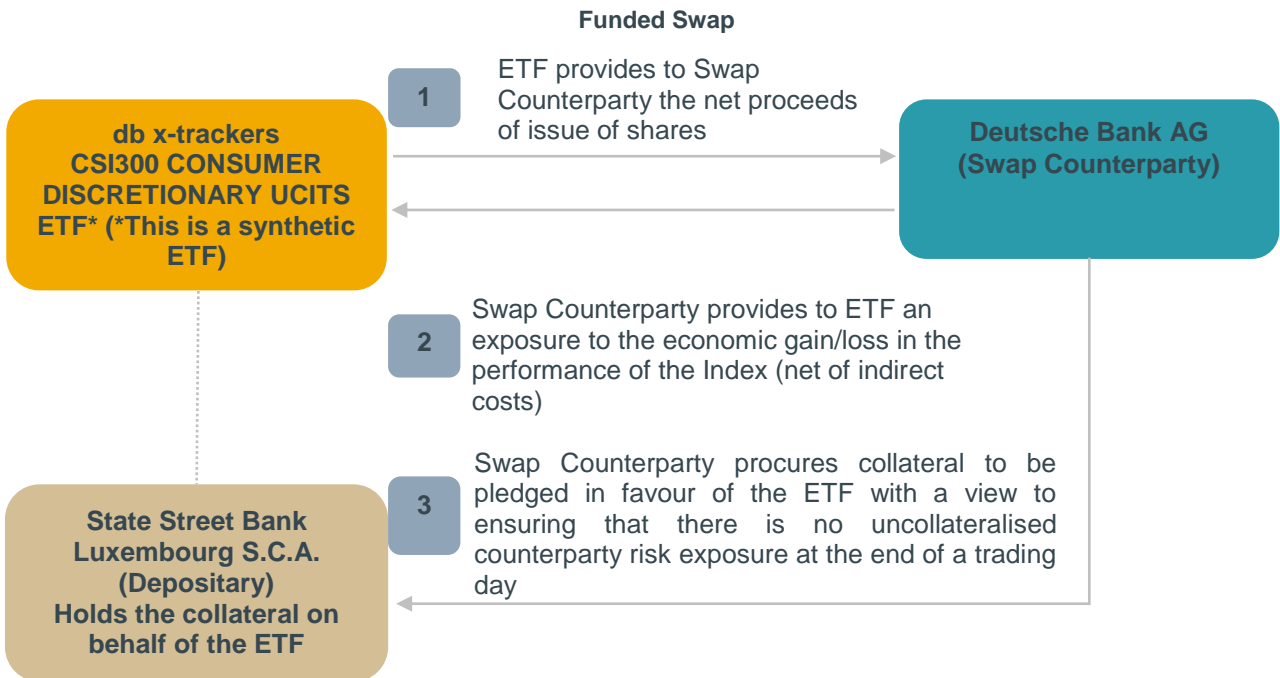 Funded Swap
1
ETF provides to Swap
Counterparty the net proceeds
of issue of shares
db x-trackers
CSI300 CONSUMER
DISCRETIONARY UCITS
ETF* (*This is a synthetic
ETF)
Deutsche Bank AG
(Swap Counterparty)
2
Swap Counterparty provides to ETF an
exposure to the economic gain/loss in the
performance of the Index (net of indirect
costs)
3
Swap Counterparty procures collateral to be
pledged in favour of the ETF with a view to
ensuring that there is no uncollateralised
counterparty risk exposure at the end of a trading
day
State Street Bank
Luxembourg S.C.A.
(Depositary)
Holds the collateral on
behalf of the ETF